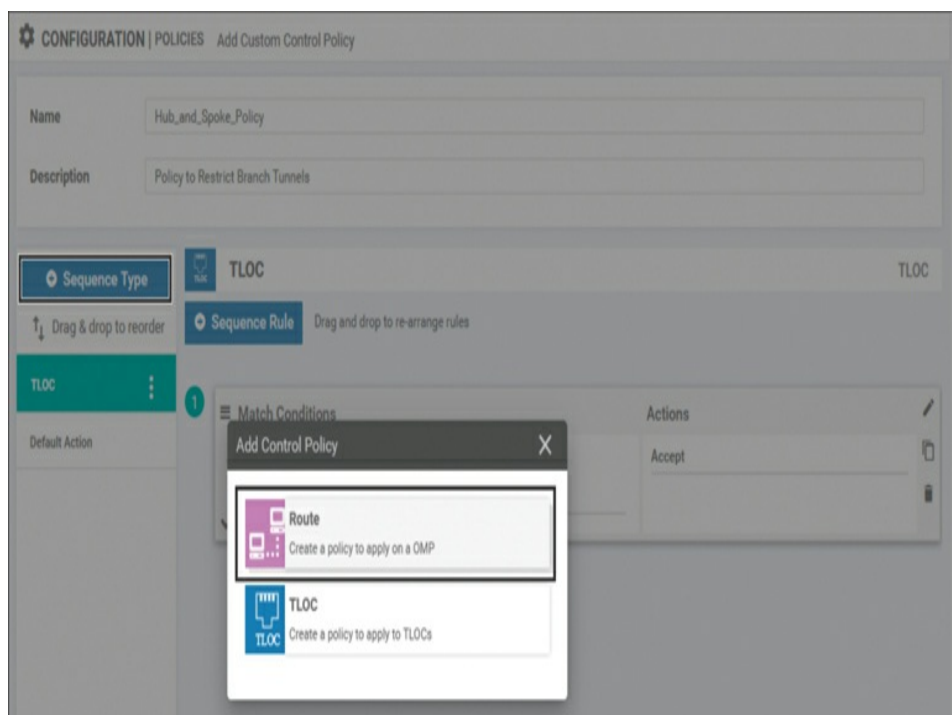 CONFIGURATION | POLICIES Add Custom Control Policy
Name
Hub_and_Spoke_Policy
Description
Policy to Restrict Branch Tunnels
Sequence Type
TLOC
TLOC
TLOC
Drag & drop to reorder
Sequence Rule
Drag and drop to re-arrange rules
TLOC
1
Match Conditions
Actions
Default Action
Accept
Add Control Policy
X
Route
Create a policy to apply on a OMP
TLOC
TLOC
Create a policy to apply to TLOCs